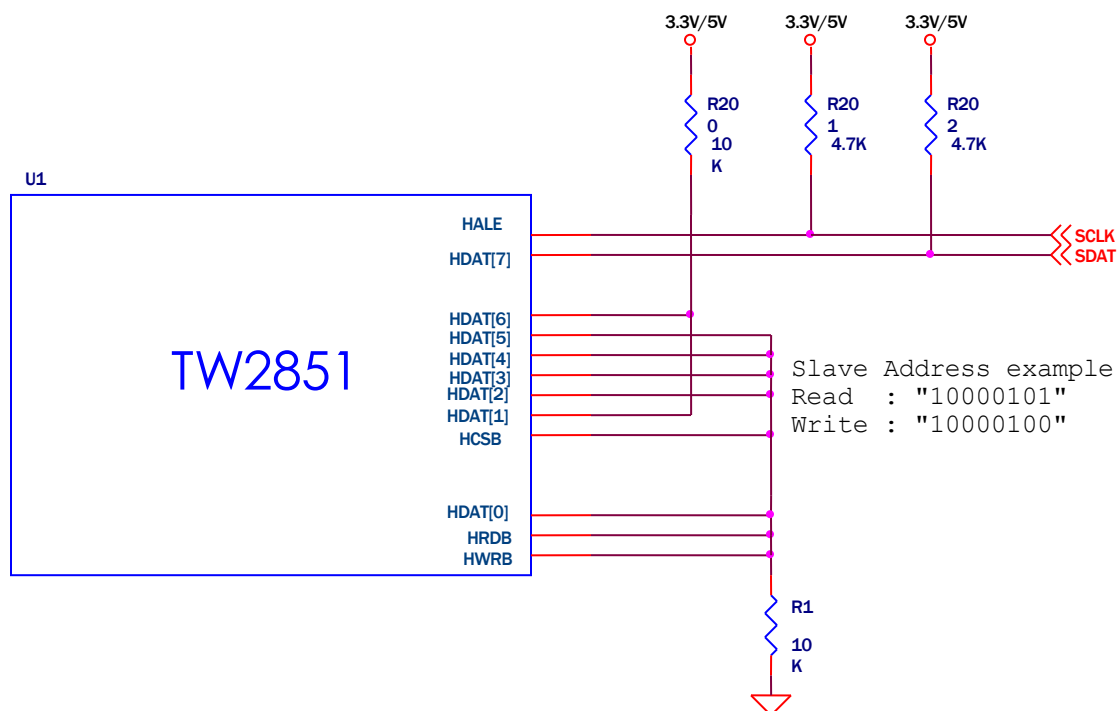 3.3V/5V 3.3V/5V 3.3V/5V
R20
0
10
K
R20
1
4.7K
R20
2
4.7K
U1
HALE
HDAT[7]
SCLK
SDAT
HDAT[6]
HDAT[5]
HDAT[4]
HDAT[3]
HDAT[2]
HDAT[1]
HCSB
TW2851
Slave Address example
Read : "10000101"
Write : "10000100"
HDAT[0]
HRDB
HWRB
R1
10
K